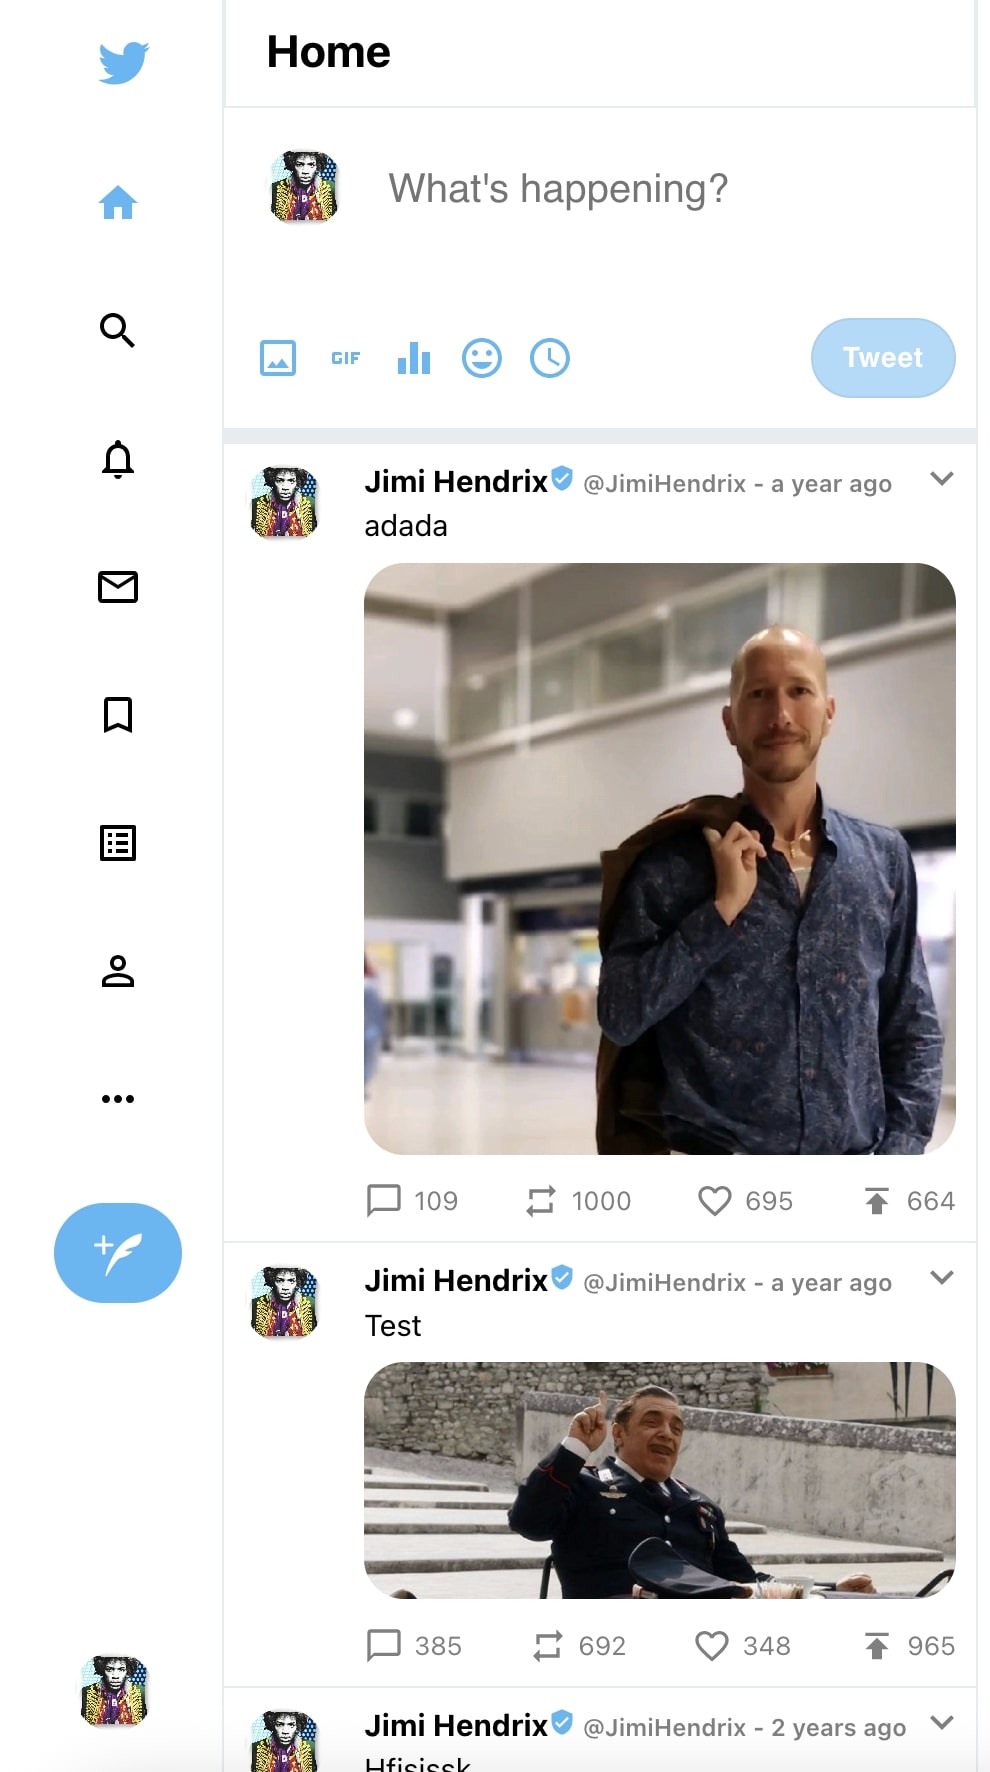 Home
What's happening?
GIF
Tweet
Jimi Hendrix @JimiHendrix - a year ago
adada
109 1000 695 664
Jimi Hendrix @JimiHendrix - a year ago
Test
385 692 348 965
Jimi Hendrix @JimiHendrix - 2 years ago
Hfisissk